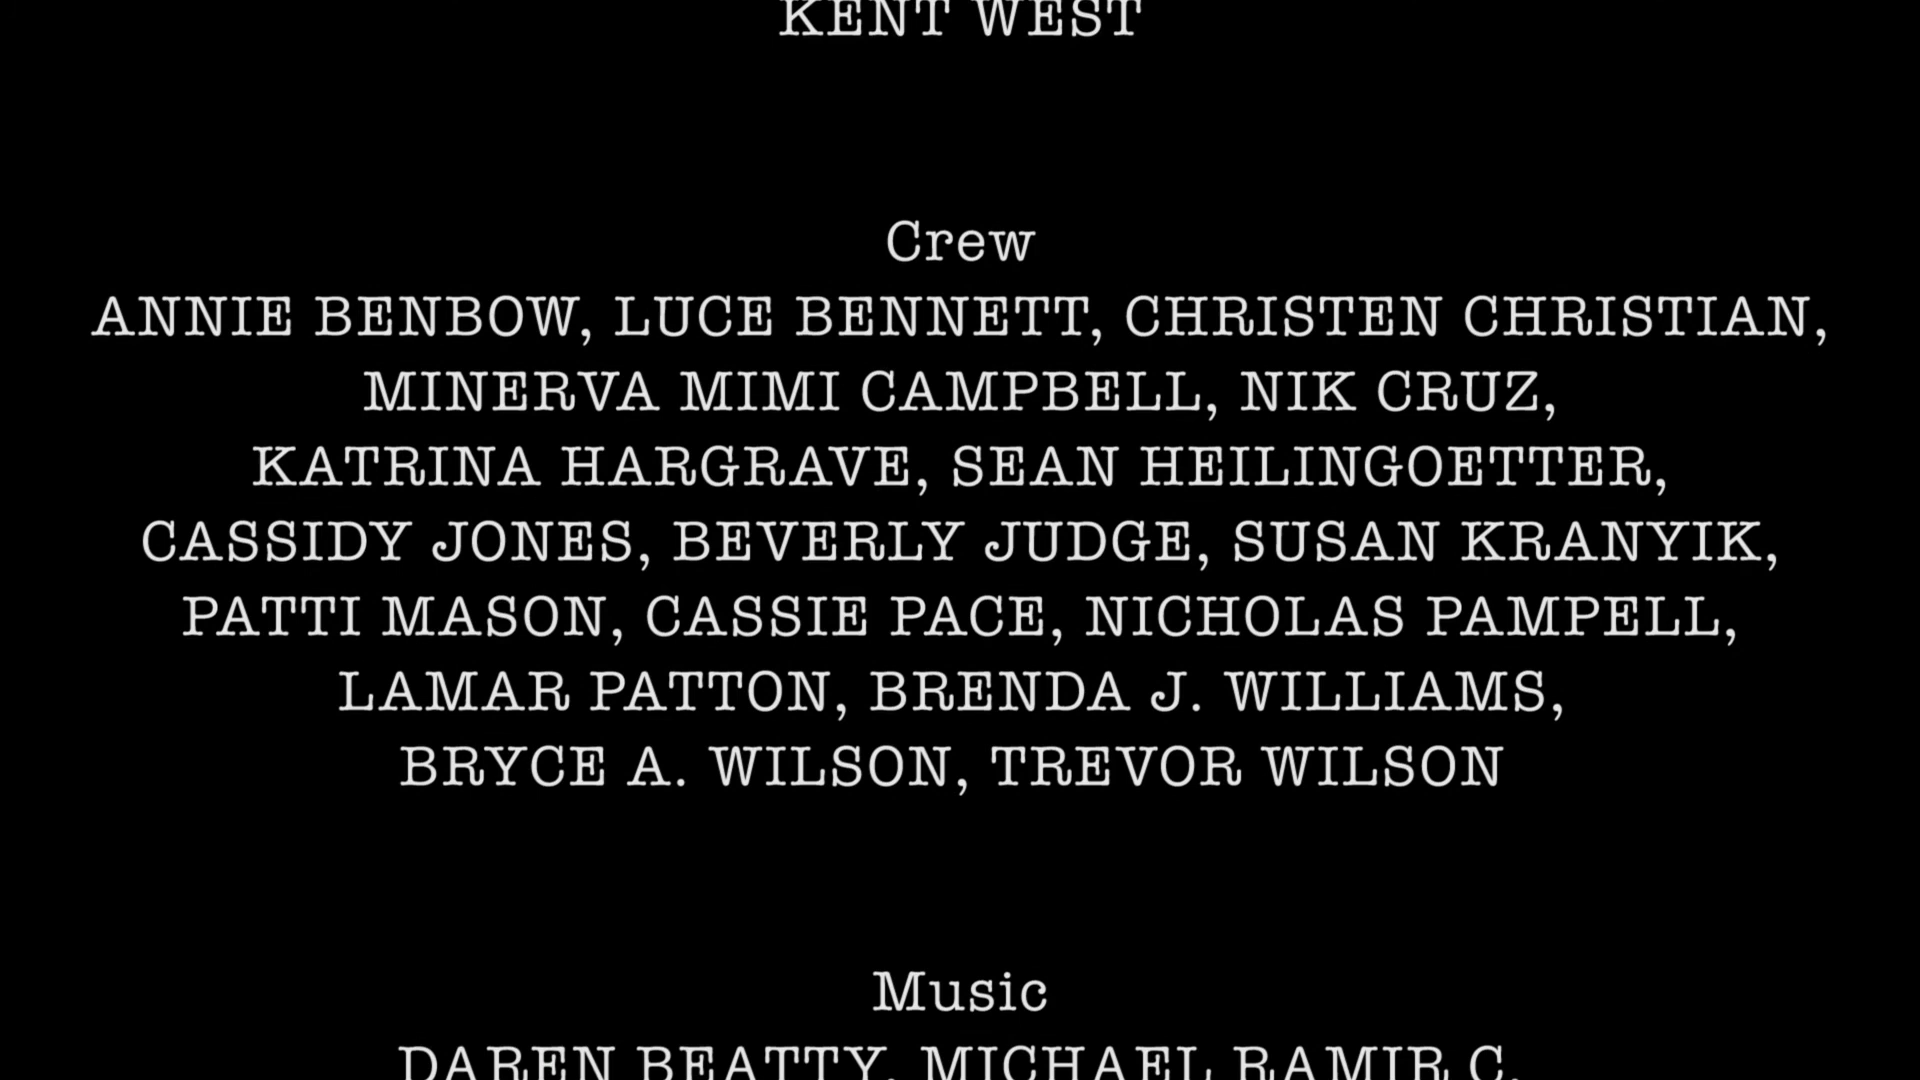 KENT WEST
Crew
ANNIE BENBOW, LUCE BENNETT, CHRISTEN CHRISTIAN,
MINERVA MIMI CAMPBELL, NIK CRUZ,
KATRINA HARGRAVE, SEAN HEILINGOETTER,
CASSIDY JONES, BEVERLY JUDGE, SUSAN KRANYIK,
PATTI MASON, CASSIE PACE, NICHOLAS PAMPELL,
LAMAR PATTON, BRENDA J. WILLIAMS,
BRYCE A. WILSON, TREVOR WILSON
Music
DAREN BEATTY, MICHAEL RAMIR C.